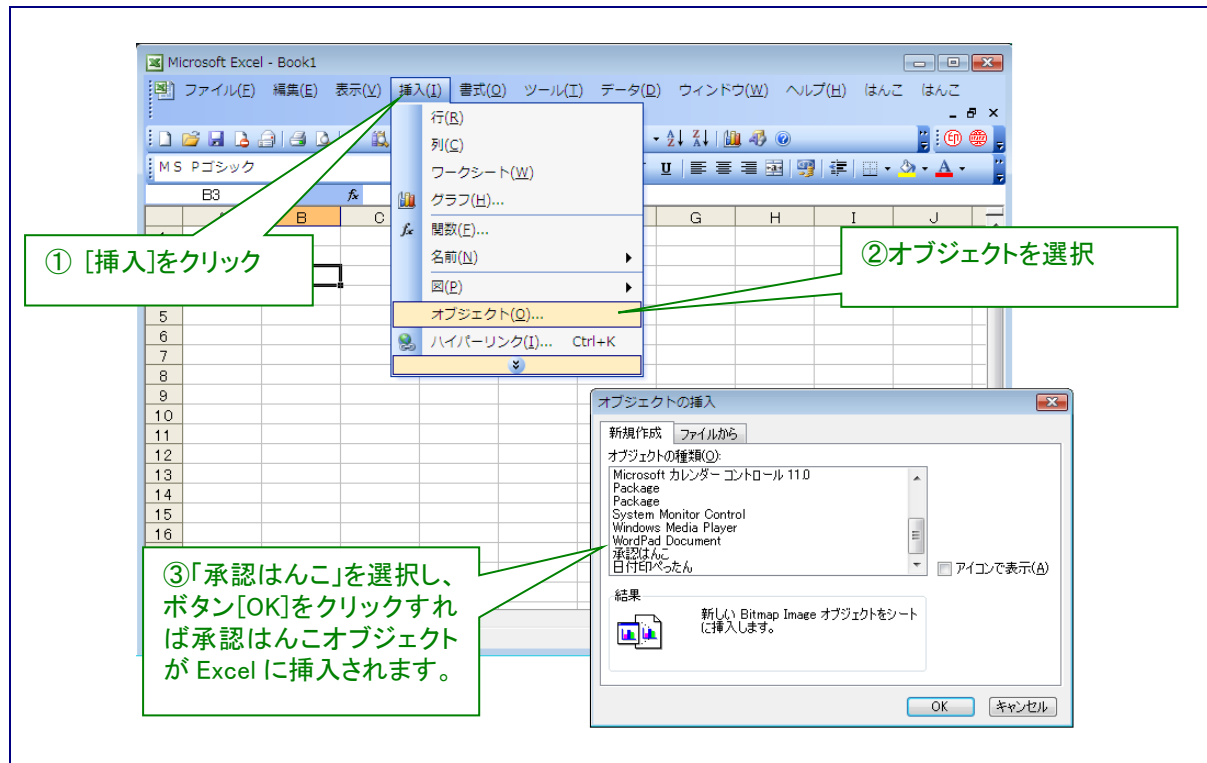 Microsoft Excel - Book1
ファイル(F) 編集(E) 表示(V) 挿入(I) 書式(O) ツール(T) データ(D) ウィンドウ(W) ヘルプ(H) はんこ はんこ
MS Pゴシック
U
A
B3
fx
B C G H I J
行(R)
列(C)
ワークシート(W)
グラフ(H)...
fx 関数(F)...
名前(N)
図(P)
オブジェクト(O)...
ハイパーリンク(I)... Ctrl+K
① [挿入]をクリック
②オブジェクトを選択
5
6
7
8
9
10
11
12
13
14
15
16
オブジェクトの挿入
新規作成 ファイルから
オブジェクトの種類(O):
Microsoft カレンダー コントロール 11.0
Package
Package
System Monitor Control
Windows Media Player
WordPad Document
承認はんこ
日付印ぺったん
アイコンで表示(A)
結果
新しい Bitmap Image オブジェクトをシート
に挿入します。
OK キャンセル
③「承認はんこ」を選択し、
ボタン[OK]をクリックすれ
ば承認はんこオブジェクト
が Excel に挿入されます。